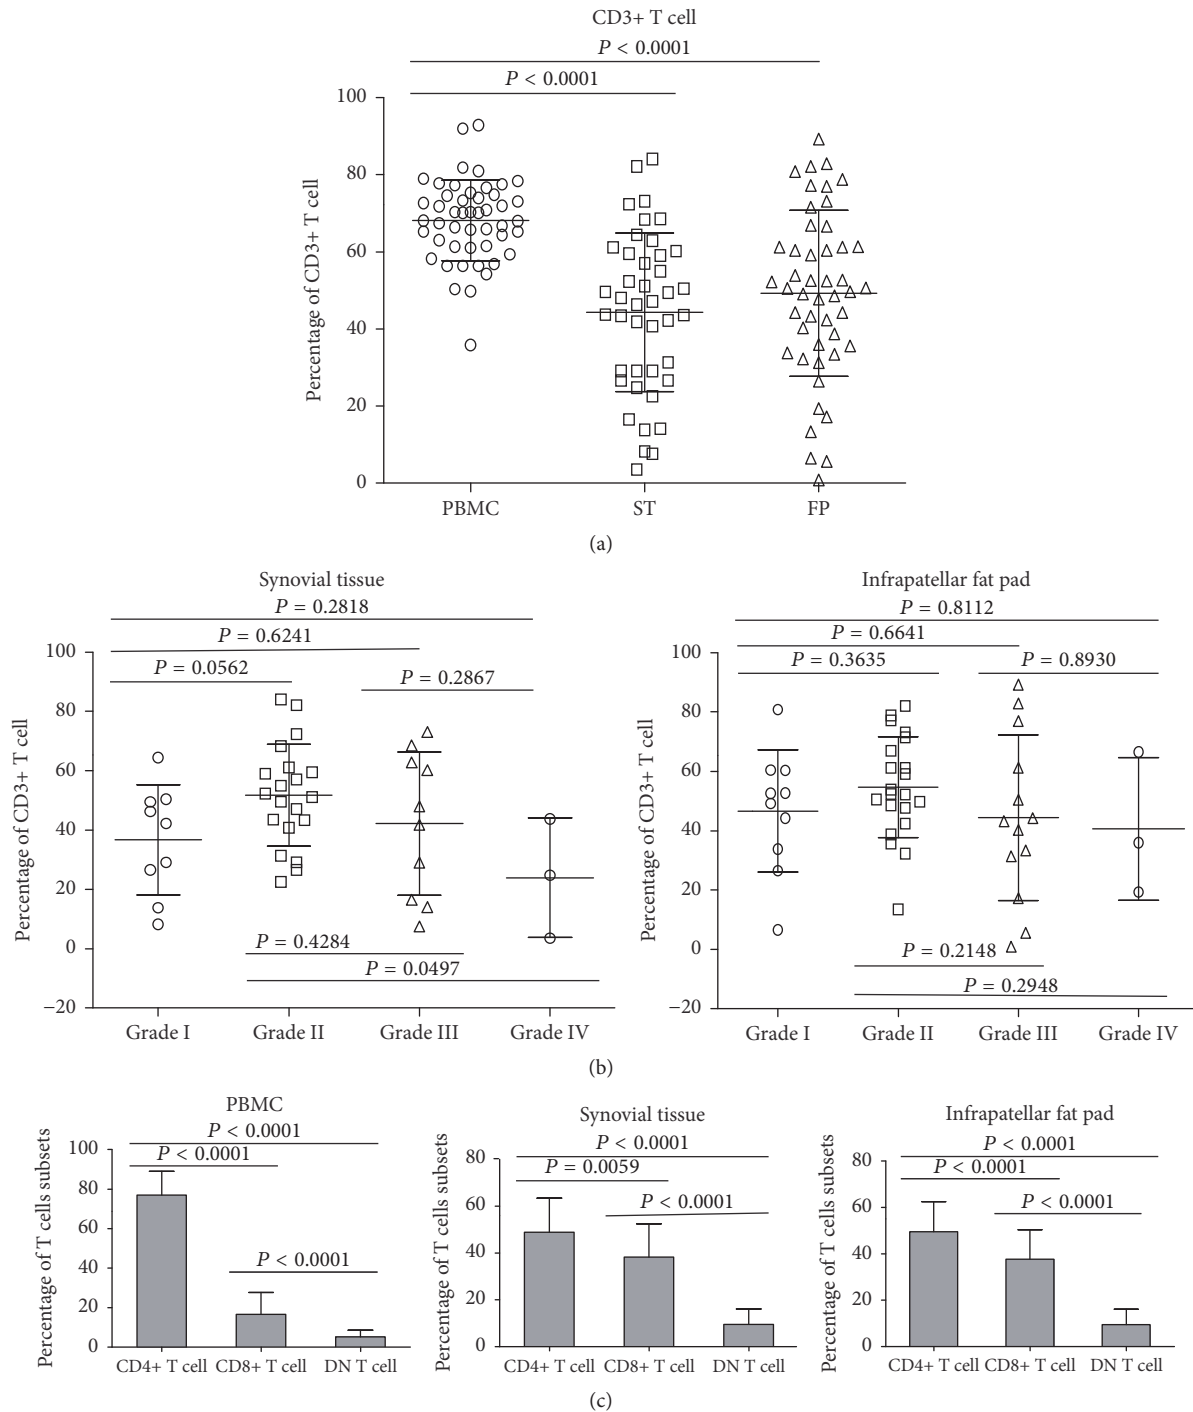 CD3+ T cell
P < 0.0001
P < 0.0001
Percentage of CD3+ T cell
100
80
60
40
20
0
PBMC ST FP
(a)
Synovial tissue
P = 0.2818
P = 0.6241
P = 0.0562
P = 0.2867
Percentage of CD3+ T cell
100
80
60
40
20
0
−20
P = 0.4284
P = 0.0497
Grade I Grade II Grade III Grade IV
Infrapatellar fat pad
P = 0.8112
P = 0.6641
P = 0.3635 P = 0.8930
Percentage of CD3+ T cell
100
80
60
40
20
0
−20
P = 0.2148
P = 0.2948
Grade I Grade II Grade III Grade IV
(b)
PBMC
P < 0.0001
P < 0.0001
P < 0.0001
Percentage of T cells subsets
100
80
60
40
20
0
CD4+ T cell CD8+ T cell DN T cell
Synovial tissue
P < 0.0001
P = 0.0059
P < 0.0001
Percentage of T cells subsets
80
60
40
20
0
CD4+ T cell CD8+ T cell DN T cell
Infrapatellar fat pad
P < 0.0001
P < 0.0001
P < 0.0001
Percentage of T cells subsets
80
60
40
20
0
CD4+ T cell CD8+ T cell DN T cell
(c)